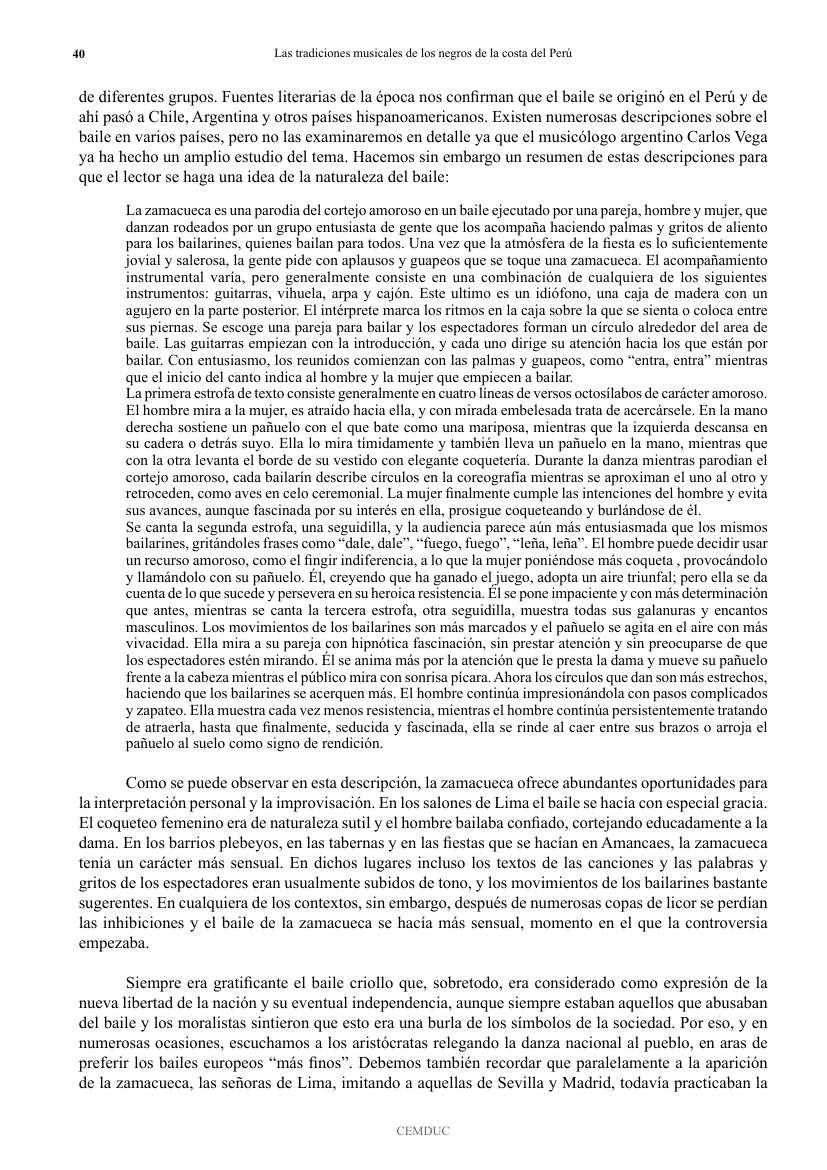 40
Las tradiciones musicales de los negros de la costa del Perú
de diferentes grupos. Fuentes literarias de la época nos confirman que el baile se originó en el Perú y de
ahí pasó a Chile, Argentina y otros países hispanoamericanos. Existen numerosas descripciones sobre el
baile en varios países, pero no las examinaremos en detalle ya que el musicólogo argentino Carlos Vega
ya ha hecho un amplio estudio del tema. Hacemos sin embargo un resumen de estas descripciones para
que el lector se haga una idea de la naturaleza del baile:
La zamacueca es una parodia del cortejo amoroso en un baile ejecutado por una pareja, hombre y mujer, que
danzan rodeados por un grupo entusiasta de gente que los acompaña haciendo palmas y gritos de aliento
para los bailarines, quienes bailan para todos. Una vez que la atmósfera de la fiesta es lo suficientemente
jovial y salerosa, la gente pide con aplausos y guapeos que se toque una zamacueca. El acompañamiento
instrumental varía, pero generalmente consiste en una combinación de cualquiera de los siguientes
instrumentos: guitarras, vihuela, arpa y cajón. Este ultimo es un idiófono, una caja de madera con un
agujero en la parte posterior. El intérprete marca los ritmos en la caja sobre la que se sienta o coloca entre
sus piernas. Se escoge una pareja para bailar y los espectadores forman un círculo alrededor del area de
baile. Las guitarras empiezan con la introducción, y cada uno dirige su atención hacia los que están por
bailar. Con entusiasmo, los reunidos comienzan con las palmas y guapeos, como “entra, entra” mientras
que el inicio del canto indica al hombre y la mujer que empiecen a bailar.
La primera estrofa de texto consiste generalmente en cuatro líneas de versos octosílabos de carácter amoroso.
El hombre mira a la mujer, es atraído hacia ella, y con mirada embelesada trata de acercársele. En la mano
derecha sostiene un pañuelo con el que bate como una mariposa, mientras que la izquierda descansa en
su cadera o detrás suyo. Ella lo mira tímidamente y también lleva un pañuelo en la mano, mientras que
con la otra levanta el borde de su vestido con elegante coquetería. Durante la danza mientras parodian el
cortejo amoroso, cada bailarín describe círculos en la coreografía mientras se aproximan el uno al otro y
retroceden, como aves en celo ceremonial. La mujer finalmente cumple las intenciones del hombre y evita
sus avances, aunque fascinada por su interés en ella, prosigue coqueteando y burlándose de él.
Se canta la segunda estrofa, una seguidilla, y la audiencia parece aún más entusiasmada que los mismos
bailarines, gritándoles frases como “dale, dale”, “fuego, fuego”, “leña, leña”. El hombre puede decidir usar
un recurso amoroso, como el fingir indiferencia, a lo que la mujer poniéndose más coqueta , provocándolo
y llamándolo con su pañuelo. Él, creyendo que ha ganado el juego, adopta un aire triunfal; pero ella se da
cuenta de lo que sucede y persevera en su heroica resistencia. Él se pone impaciente y con más determinación
que antes, mientras se canta la tercera estrofa, otra seguidilla, muestra todas sus galanuras y encantos
masculinos. Los movimientos de los bailarines son más marcados y el pañuelo se agita en el aire con más
vivacidad. Ella mira a su pareja con hipnótica fascinación, sin prestar atención y sin preocuparse de que
los espectadores estén mirando. Él se anima más por la atención que le presta la dama y mueve su pañuelo
frente a la cabeza mientras el público mira con sonrisa pícara. Ahora los círculos que dan son más estrechos,
haciendo que los bailarines se acerquen más. El hombre continúa impresionándola con pasos complicados
y zapateo. Ella muestra cada vez menos resistencia, mientras el hombre continúa persistentemente tratando
de atraerla, hasta que finalmente, seducida y fascinada, ella se rinde al caer entre sus brazos o arroja el
pañuelo al suelo como signo de rendición.
Como se puede observar en esta descripción, la zamacueca ofrece abundantes oportunidades para
la interpretación personal y la improvisación. En los salones de Lima el baile se hacía con especial gracia.
El coqueteo femenino era de naturaleza sutil y el hombre bailaba confiado, cortejando educadamente a la
dama. En los barrios plebeyos, en las tabernas y en las fiestas que se hacían en Amancaes, la zamacueca
tenía un carácter más sensual. En dichos lugares incluso los textos de las canciones y las palabras y
gritos de los espectadores eran usualmente subidos de tono, y los movimientos de los bailarines bastante
sugerentes. En cualquiera de los contextos, sin embargo, después de numerosas copas de licor se perdían
las inhibiciones y el baile de la zamacueca se hacía más sensual, momento en el que la controversia
empezaba.
Siempre era gratificante el baile criollo que, sobretodo, era considerado como expresión de la
nueva libertad de la nación y su eventual independencia, aunque siempre estaban aquellos que abusaban
del baile y los moralistas sintieron que esto era una burla de los símbolos de la sociedad. Por eso, y en
numerosas ocasiones, escuchamos a los aristócratas relegando la danza nacional al pueblo, en aras de
preferir los bailes europeos “más finos”. Debemos también recordar que paralelamente a la aparición
de la zamacueca, las señoras de Lima, imitando a aquellas de Sevilla y Madrid, todavía practicaban la
CEMDUC